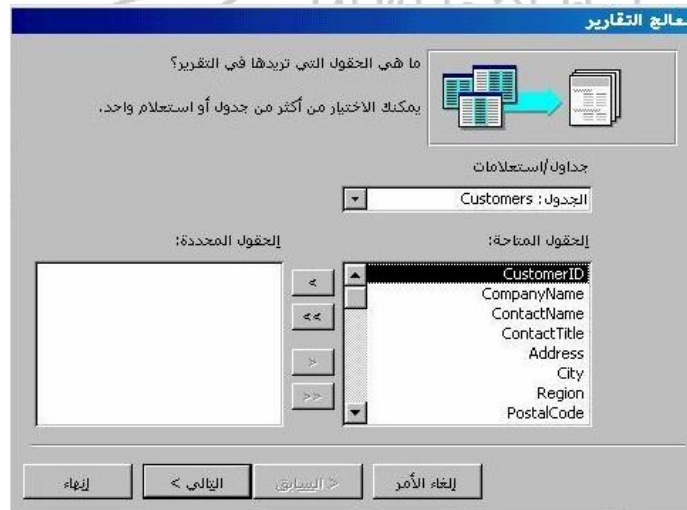 معالج التقارير
ما هي الحقول التي تريدها في التقرير؟
يمكنك الاختيار من أكثر من جدول أو استعلام واحد.
جداول/استعلامات
الجدول: Customers
الحقول المتاحة:
الحقول المحددة:
CustomerID
CompanyName
ContactName
ContactTitle
Address
City
Region
PostalCode
<
<<
>
>>
إلغاء الأمر
< السابق
التالي >
إنهاء